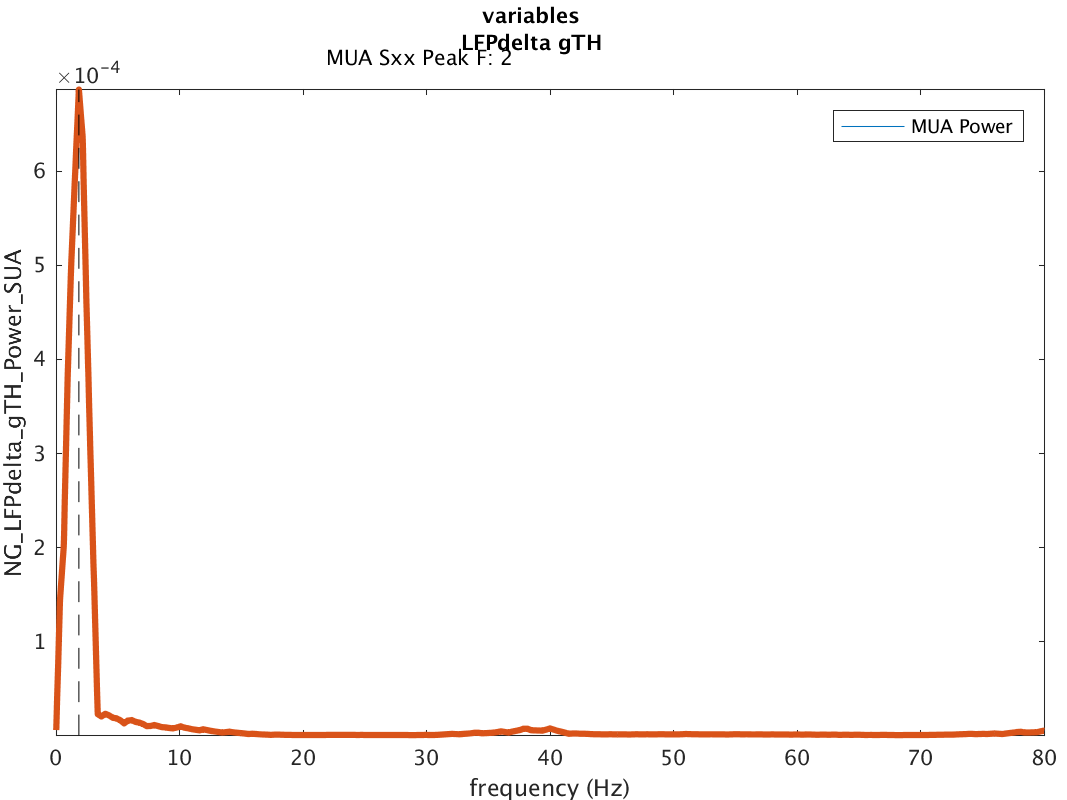 variables
LFPdelta gTH
MUA Sxx Peak F: 2
×10-4
MUA Power
6
5
4
3
2
1
NG_LFPdelta_gTH_Power_SUA
0 10 20 30 40 50 60 70 80
frequency (Hz)